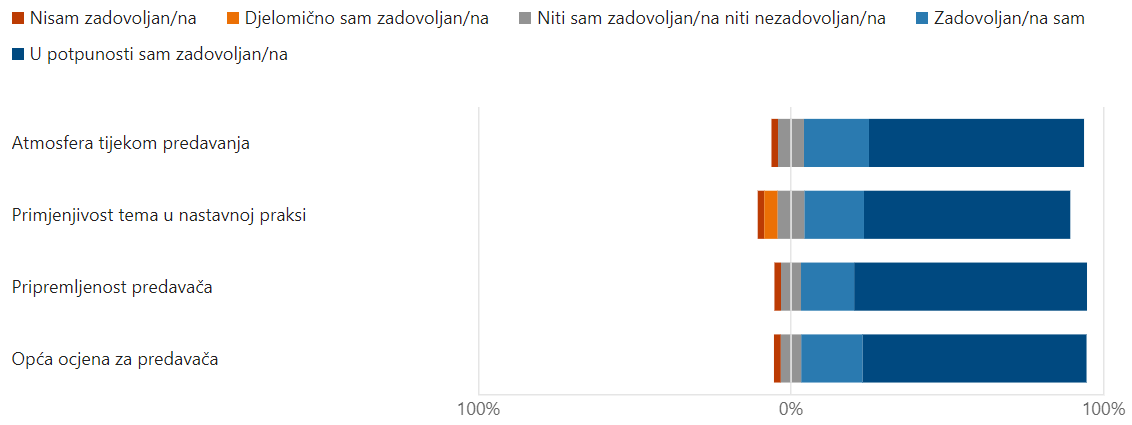 Nisam zadovoljan/na Djelomično sam zadovoljan/na Niti sam zadovoljan/na niti nezadovoljan/na Zadovoljan/na sam
U potpunosti sam zadovoljan/na
Atmosfera tijekom predavanja
Primjenjivost tema u nastavnoj praksi
Pripremljenost predavača
Opća ocjena za predavača
100% 0% 100%